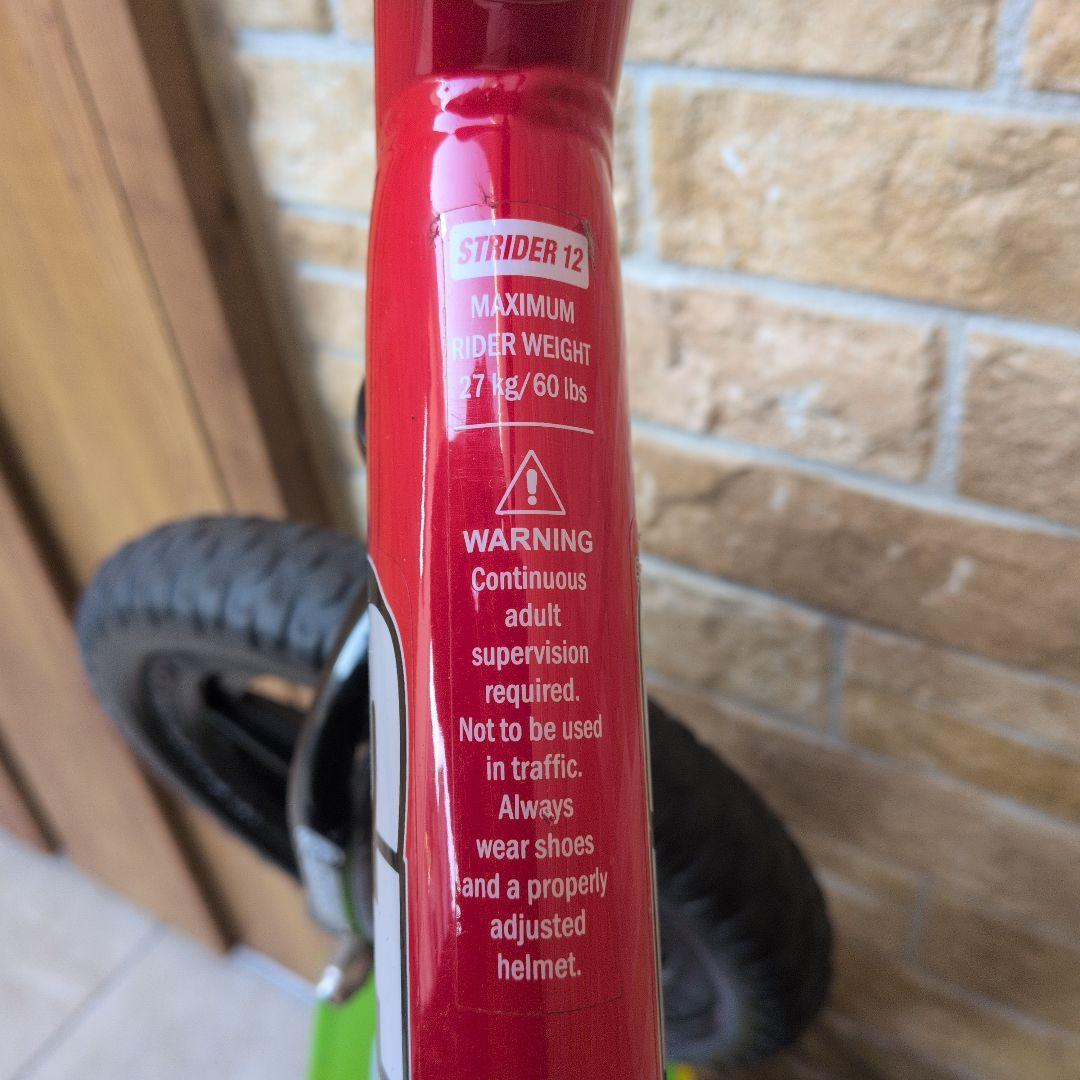 STRIDER 12
MAXIMUM
RIDER WEIGHT
27 kg/60 lbs
WARNING
Continuous
adult
supervision
required.
Not to be used
in traffic.
Always
wear shoes
and a properly
adjusted
helmet.